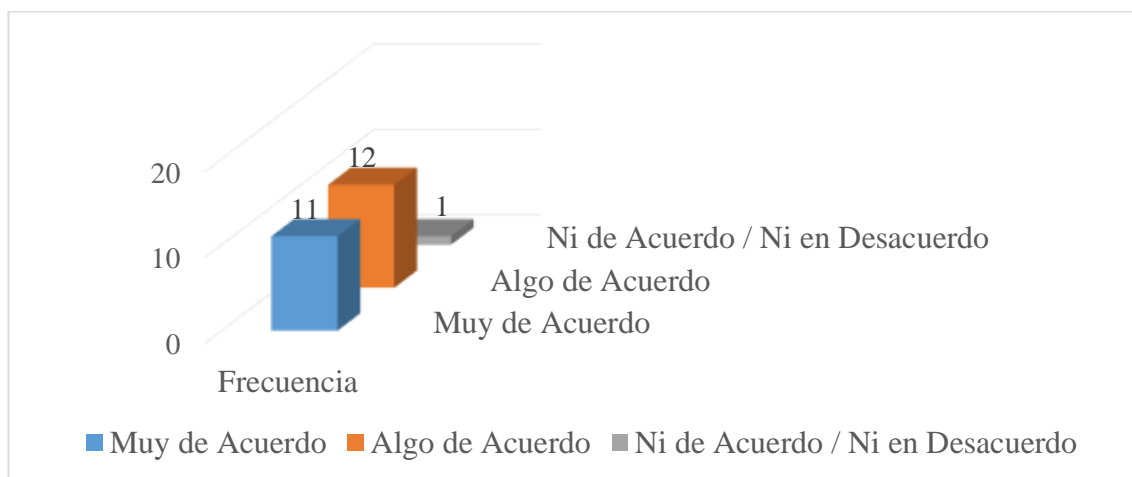 20
12
11
1
10
Ni de Acuerdo / Ni en Desacuerdo
Algo de Acuerdo
Muy de Acuerdo
0
Frecuencia
Muy de Acuerdo Algo de Acuerdo Ni de Acuerdo / Ni en Desacuerdo